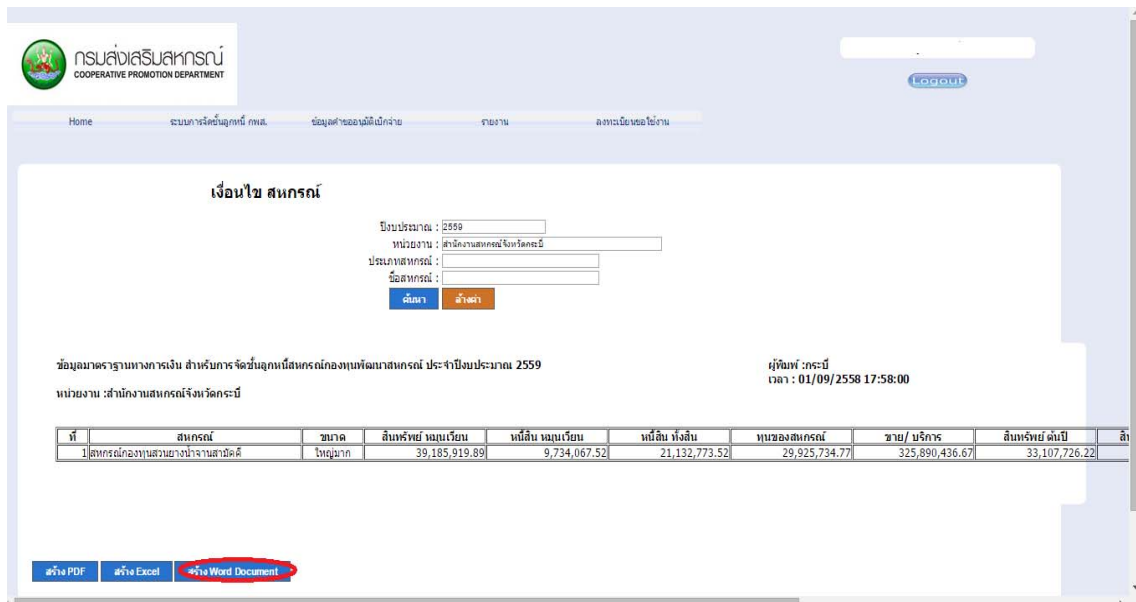 กรมส่งเสริมสหกรณ์
COOPERATIVE PROMOTION DEPARTMENT
Logout
Home ระบบการจัดชั้นลูกหนี้ กพส. ข้อมูลคำขออนุมัติเบิกจ่าย รายงาน ลงทะเบียนขอใช้งาน
เงื่อนไข สหกรณ์
ปีงบประมาณ : 2559
หน่วยงาน : สำนักงานสหกรณ์จังหวัดกระบี่
ประเภทสหกรณ์ :
ชื่อสหกรณ์ :
ค้นหา ล้างค่า
ข้อมูลมาตราฐานทางการเงิน สำหรับการจัดชั้นลูกหนี้สหกรณ์กองทุนพัฒนาสหกรณ์ ประจำปีงบประมาณ 2559
ผู้พิมพ์ :กระบี่
เวลา : 01/09/2558 17:58:00
หน่วยงาน :สำนักงานสหกรณ์จังหวัดกระบี่
ที่ สหกรณ์ ขนาด สินทรัพย์ หมุนเวียน หนี้สิน หมุนเวียน หนี้สิน ทั้งสิ้น ทุนของสหกรณ์ ขาย/ บริการ สินทรัพย์ ต้นปี สิ
1 สหกรณ์กองทุนสวนยางน้ำจานสามัคคี ใหญ่มาก 39,185,919.89 9,734,067.52 21,132,773.52 29,925,734.77 325,890,436.67 33,107,726.22
สร้าง PDF สร้าง Excel สร้าง Word Document